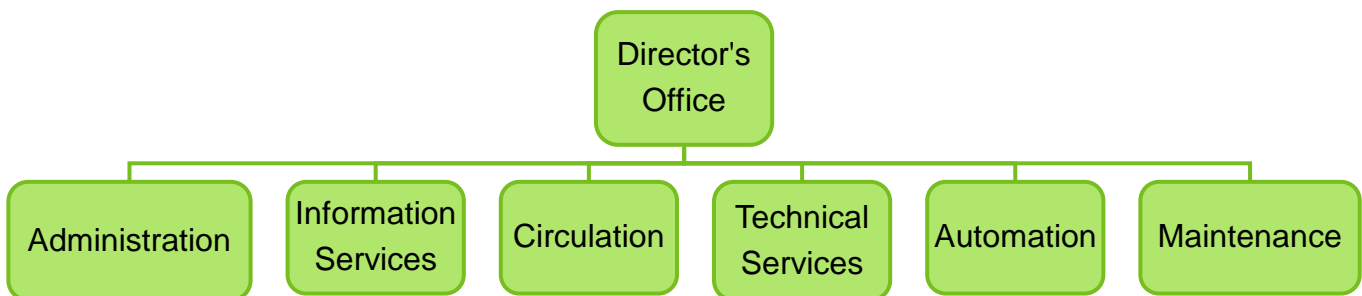 Director's
Office
Administration
Information
Services
Circulation
Technical
Services
Automation
Maintenance